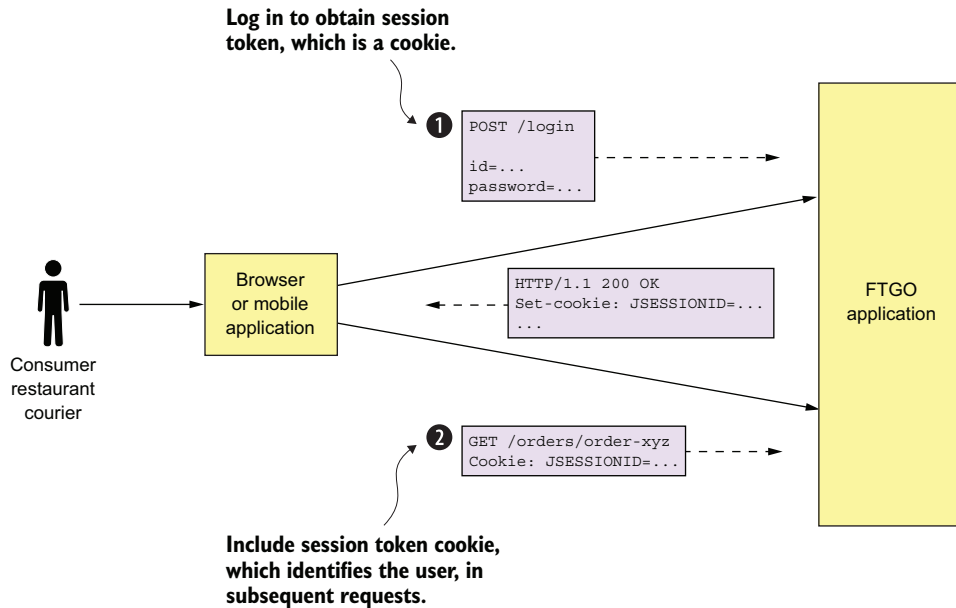 Log in to obtain session
token, which is a cookie.
1
POST /login
id=...
password=...
Browser
or mobile
application
HTTP/1.1 200 OK
Set-cookie: JSESSIONID=...
...
FTGO
application
Consumer
restaurant
courier
2
GET /orders/order-xyz
Cookie: JSESSIONID=...
Include session token cookie,
which identifies the user, in
subsequent requests.